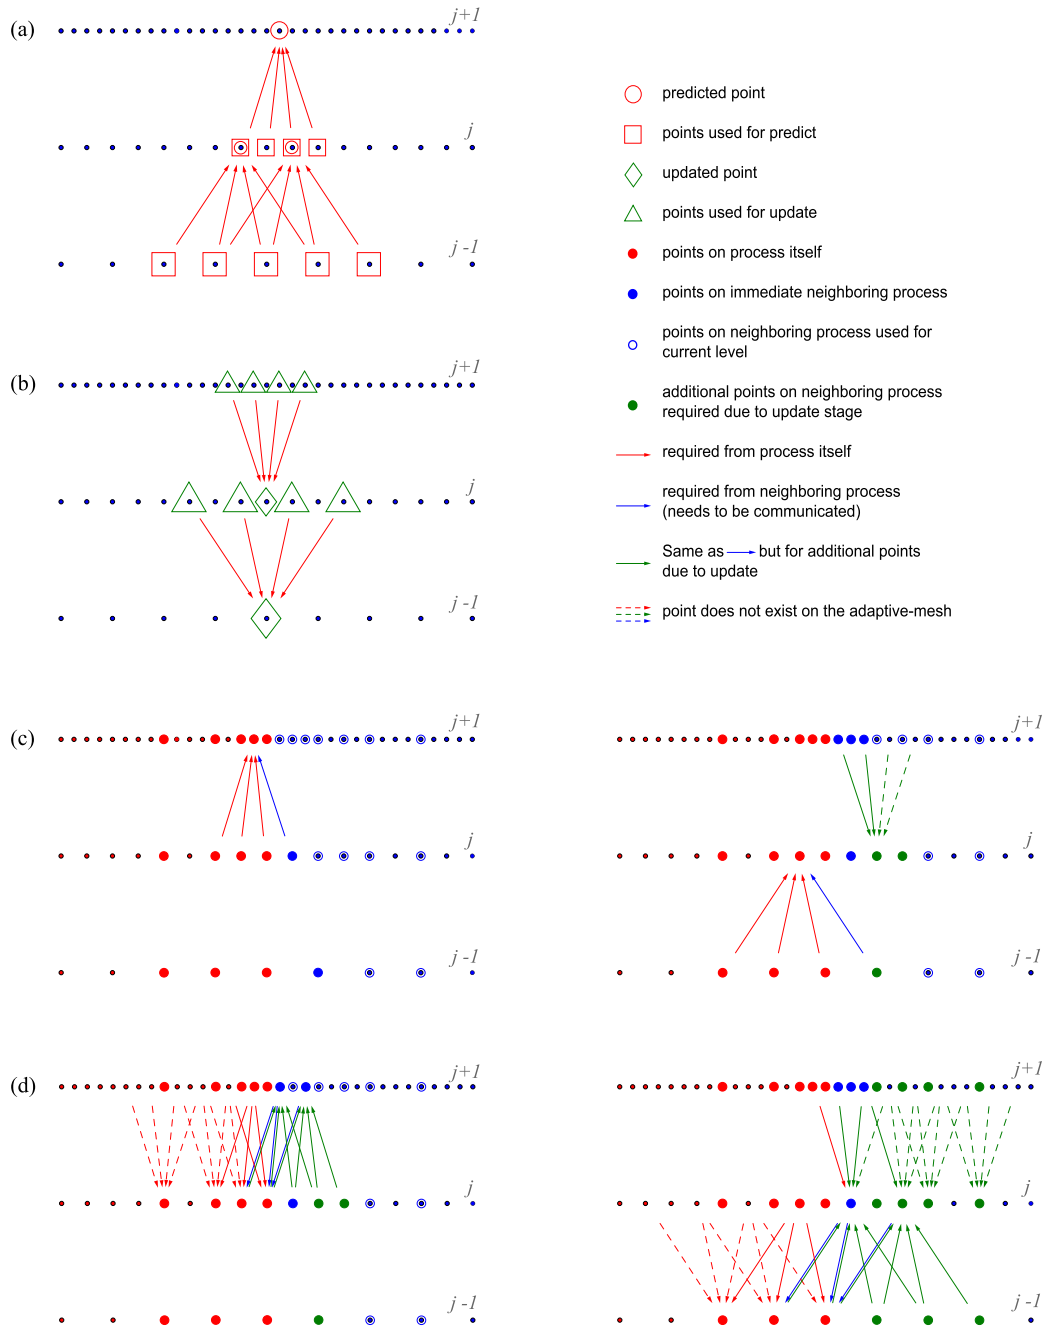 (a)
j+1
j
j -1
predicted point
points used for predict
updated point
points used for update
points on process itself
points on immediate neighboring process
points on neighboring process used for
current level
additional points on neighboring process
required due to update stage
required from process itself
required from neighboring process
(needs to be communicated)
Same as but for additional points
due to update
point does not exist on the adaptive-mesh
(b)
j+1
j
j -1
(c)
j+1
j
j -1
j+1
j
j -1
(d)
j+1
j
j -1
j+1
j
j -1